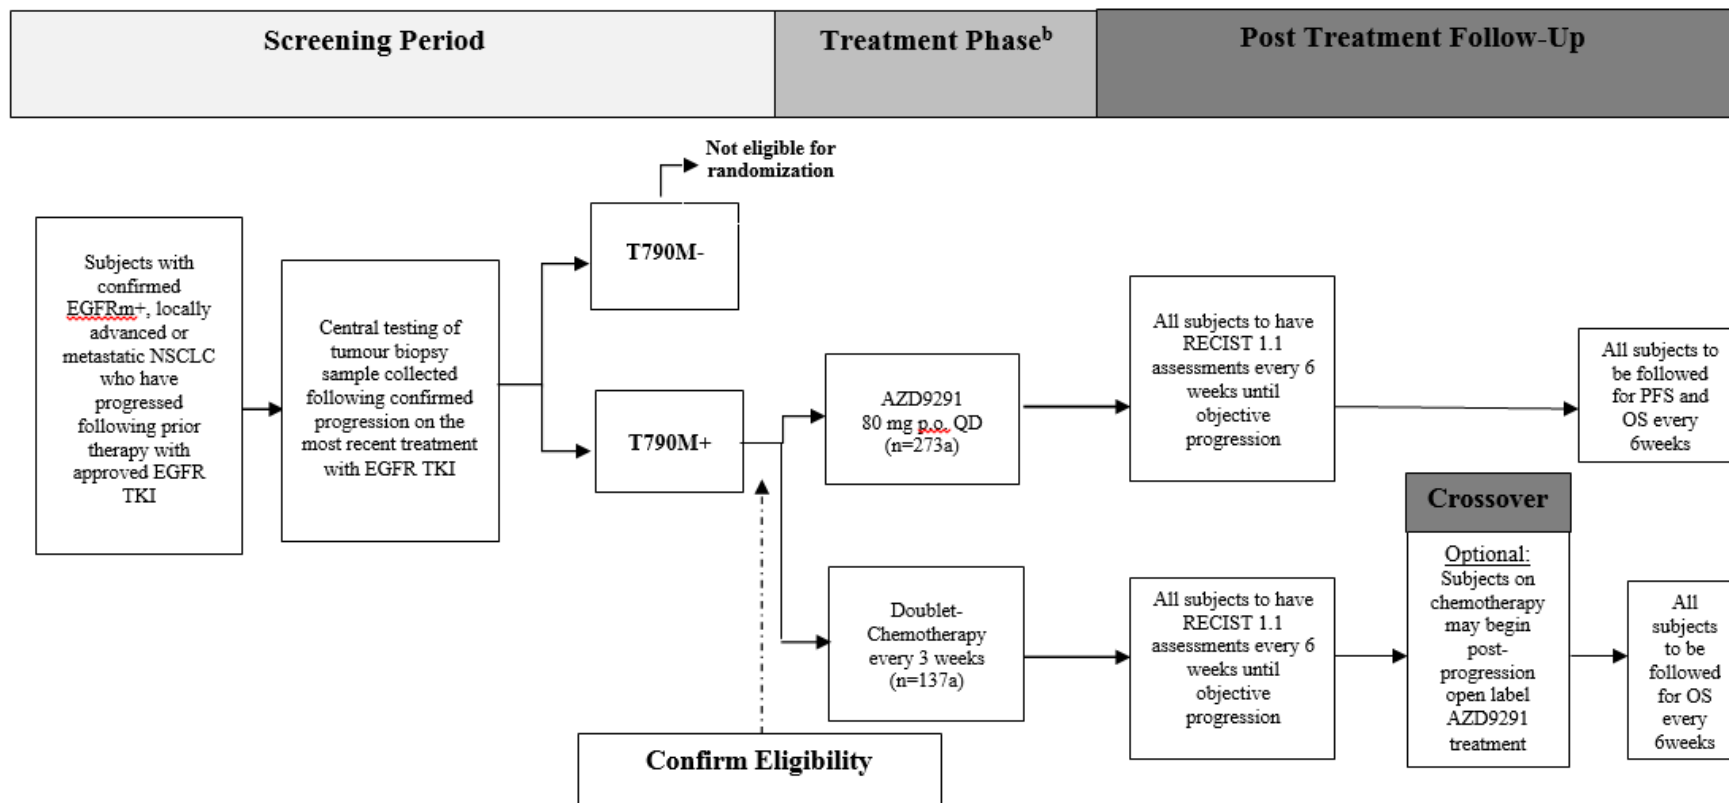 Screening Period
Treatment Phaseb
Post Treatment Follow-Up
Not eligible for
randomization
Subjects with
confirmed
EGFRm+, locally
advanced or
metastatic NSCLC
who have
progressed
following prior
therapy with
approved EGFR
TKI
Central testing of
tumour biopsy
sample collected
following confirmed
progression on the
most recent treatment
with EGFR TKI
T790M-
T790M+
AZD9291
80 mg p.o. QD
(n=273a)
All subjects to have
RECIST 1.1
assessments every 6
weeks until
objective
progression
All subjects to
be followed
for PFS and
OS every
6weeks
Doublet-
Chemotherapy
every 3 weeks
(n=137a)
All subjects to have
RECIST 1.1
assessments every 6
weeks until
objective
progression
Crossover
Optional:
Subjects on
chemotherapy
may begin
post-
progression
open label
AZD9291
treatment
All
subjects
to be
followed
for OS
every
6weeks
Confirm Eligibility